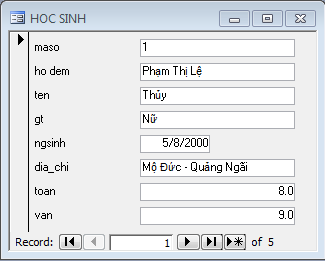 HOC SINH
maso 1
ho dem Phạm Thị Lệ
ten Thủy
gt Nữ
ngsinh 5/8/2000
dia_chi Mộ Đức - Quảng Ngãi
toan 8.0
van 9.0
Record: 1 of 5